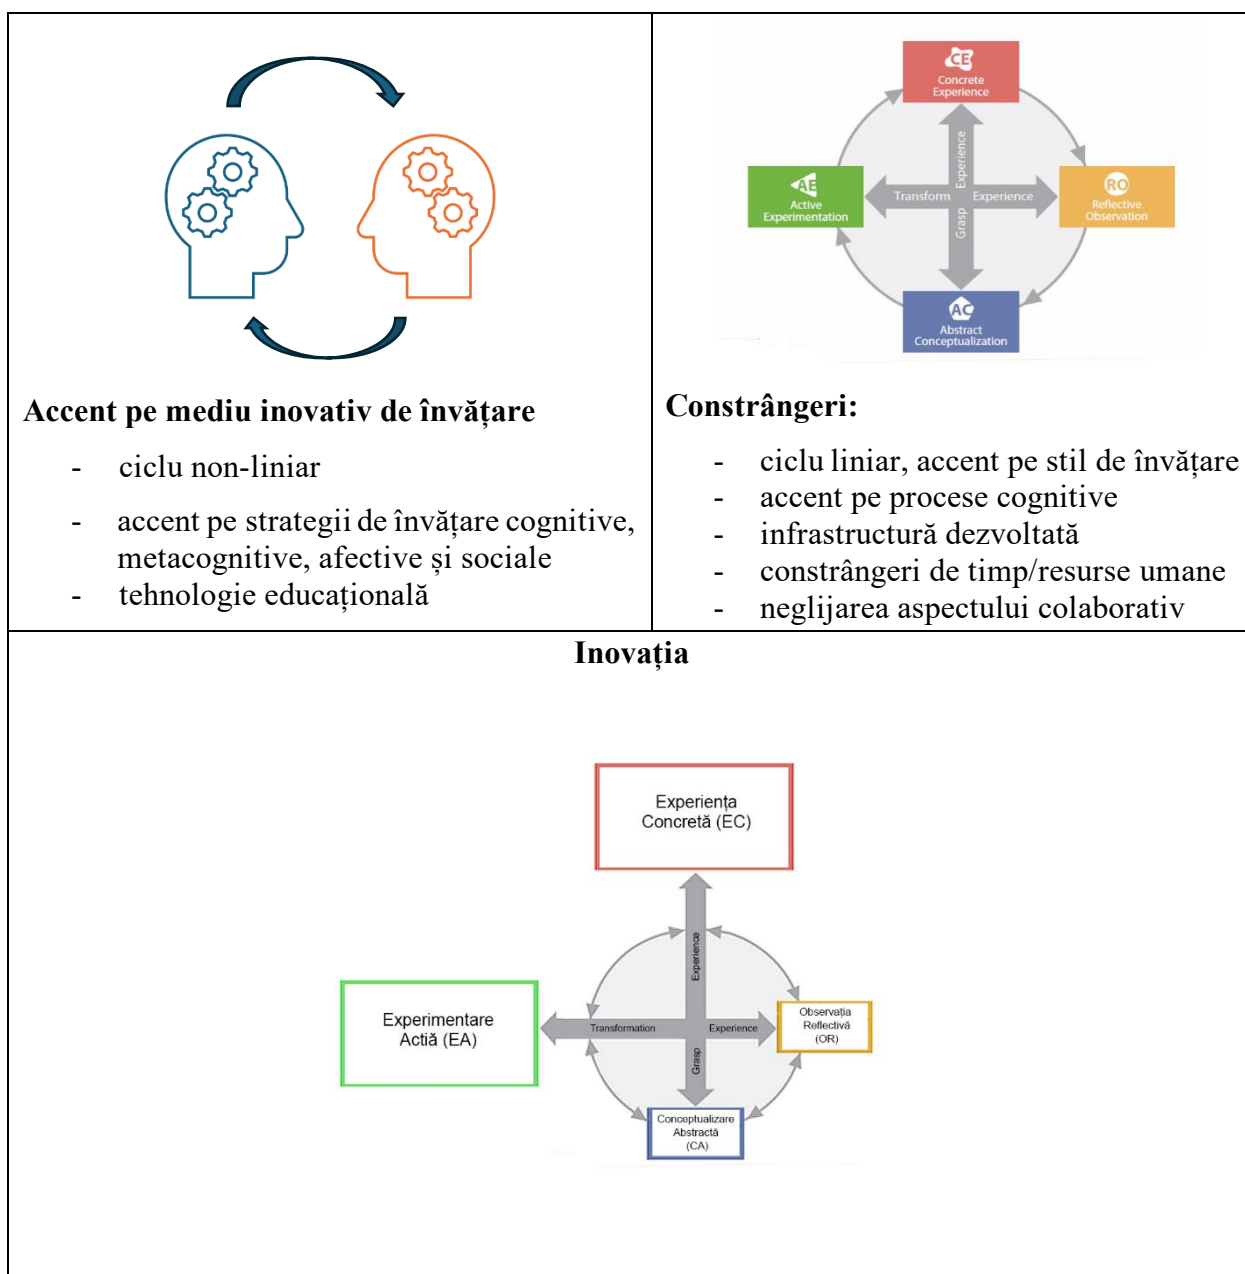 Accent pe mediu inovativ de învățare
- ciclu non-liniar
- accent pe strategii de învățare cognitive,
metacognitive, afective și sociale
- tehnologie educațională
CE
Concrete
Experience
AE
Active
Experimentation
Transform
Experience
Experience
Grasp
RO
Reflective
Observation
AC
Abstract
Conceptualization
Constrângeri:
- ciclu liniar, accent pe stil de învățare
- accent pe procese cognitive
- infrastructură dezvoltată
- constrângeri de timp/resurse umane
- neglijarea aspectului colaborativ
Inovația
Experiența
Concretă (EC)
Experience
Experimentare
Actiă (EA)
Transformation
Experience
Observația
Reflectivă
(OR)
Grasp
Conceptualizare
Abstractă
(CA)